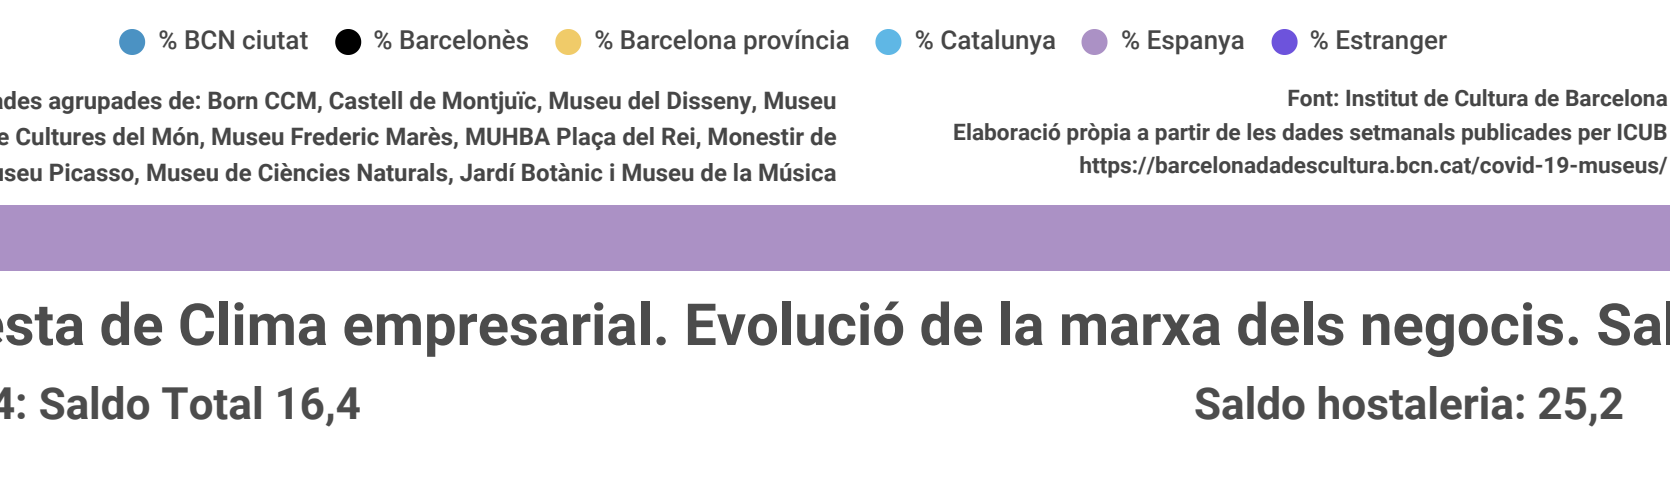 % BCN ciutat % Barcelonès % Barcelona província % Catalunya % Espanya % Estranger
agrupades de: Born CCM, Castell de Montjuïc, Museu del Disseny, Museu
Cultures del Món, Museu Frederic Marès, MUHBA Plaça del Rei, Monestir de
Picasso, Museu de Ciències Naturals, Jardí Botànic i Museu de la Música
Font: Institut de Cultura de Barcelona
Elaboració pròpia a partir de les dades setmanals publicades per ICUB
https://barcelonadadescultura.bcn.cat/covid-19-museus/
de Clima empresarial. Evolució de la marxa dels negocis.
4: Saldo Total 16,4
Saldo hostaleria: 25,2